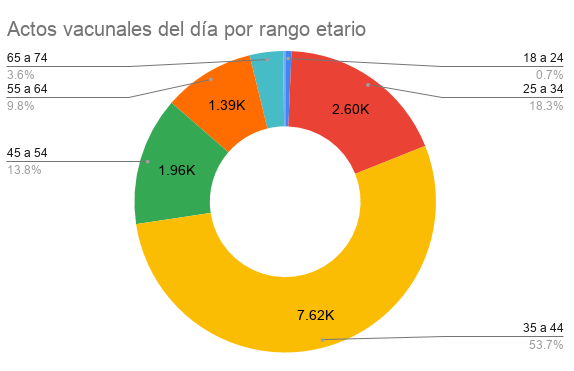 Actos vacunales del día por rango etario
65 a 74
3.6%
55 a 64
9.8%
45 a 54
13.8%
18 a 24
0.7%
25 a 34
18.3%
35 a 44
53.7%
1.39K
2.60K
1.96K
7.62K